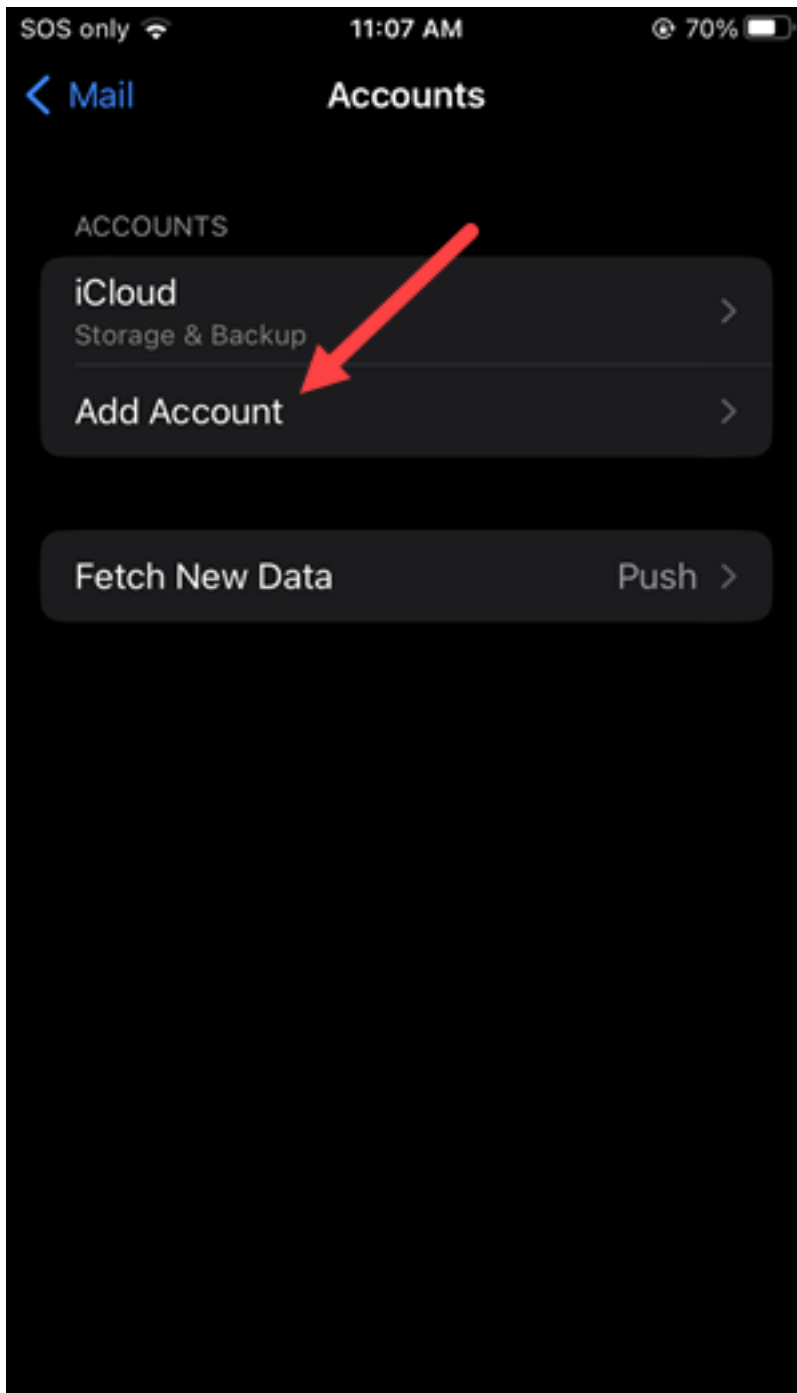 SOS only 11:07 AM 70%
Mail Accounts
ACCOUNTS
iCloud
Storage & Backup
Add Account
Fetch New Data Push